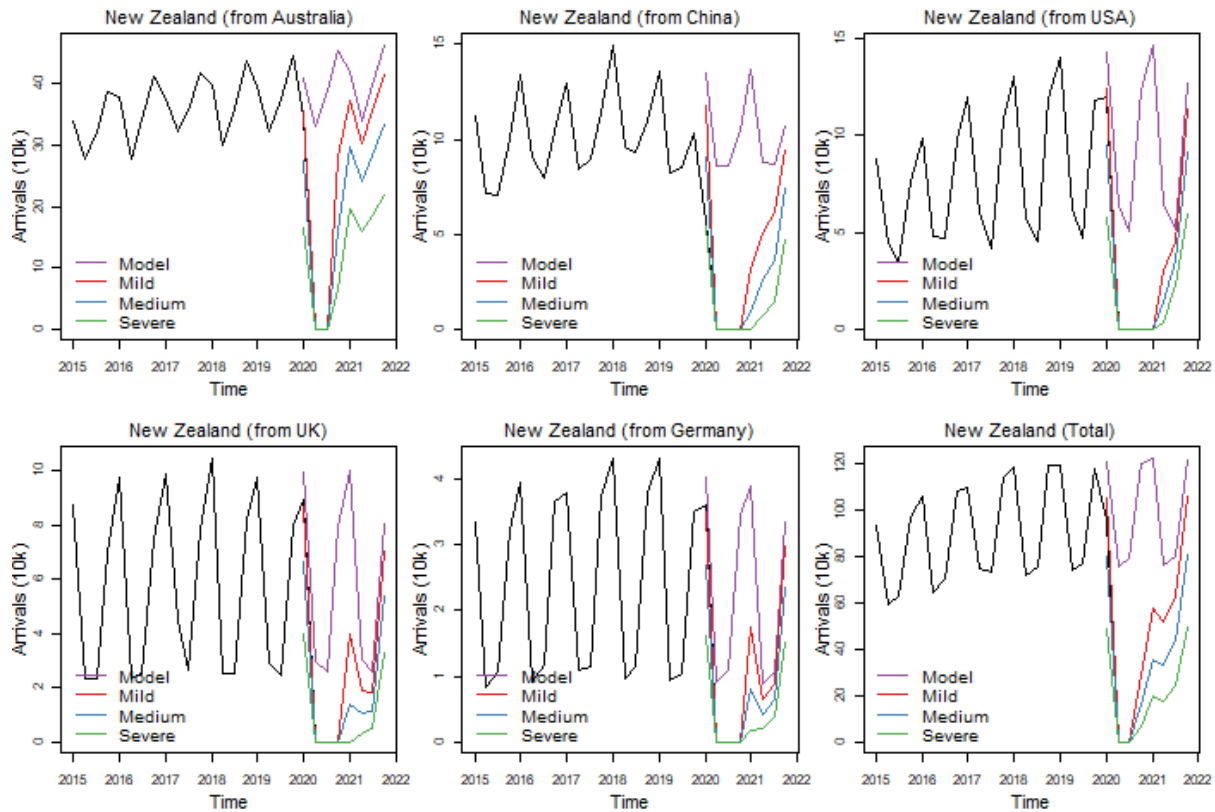 New Zealand (from Australia)
Arrivals (10k)
0 10 20 30 40
Model
Mild
Medium
Severe
2015 2016 2017 2018 2019 2020 2021 2022
Time
New Zealand (from China)
Arrivals (10k)
0 5 10 15
Model
Mild
Medium
Severe
2015 2016 2017 2018 2019 2020 2021 2022
Time
New Zealand (from USA)
Arrivals (10k)
0 5 10 15
Model
Mild
Medium
Severe
2015 2016 2017 2018 2019 2020 2021 2022
Time
New Zealand (from UK)
Arrivals (10k)
0 2 4 6 8 10
Model
Mild
Medium
Severe
2015 2016 2017 2018 2019 2020 2021 2022
Time
New Zealand (from Germany)
Arrivals (10k)
0 1 2 3 4
Model
Mild
Medium
Severe
2015 2016 2017 2018 2019 2020 2021 2022
Time
New Zealand (Total)
Arrivals (10k)
0 20 40 60 80 100 120
Model
Mild
Medium
Severe
2015 2016 2017 2018 2019 2020 2021 2022
Time